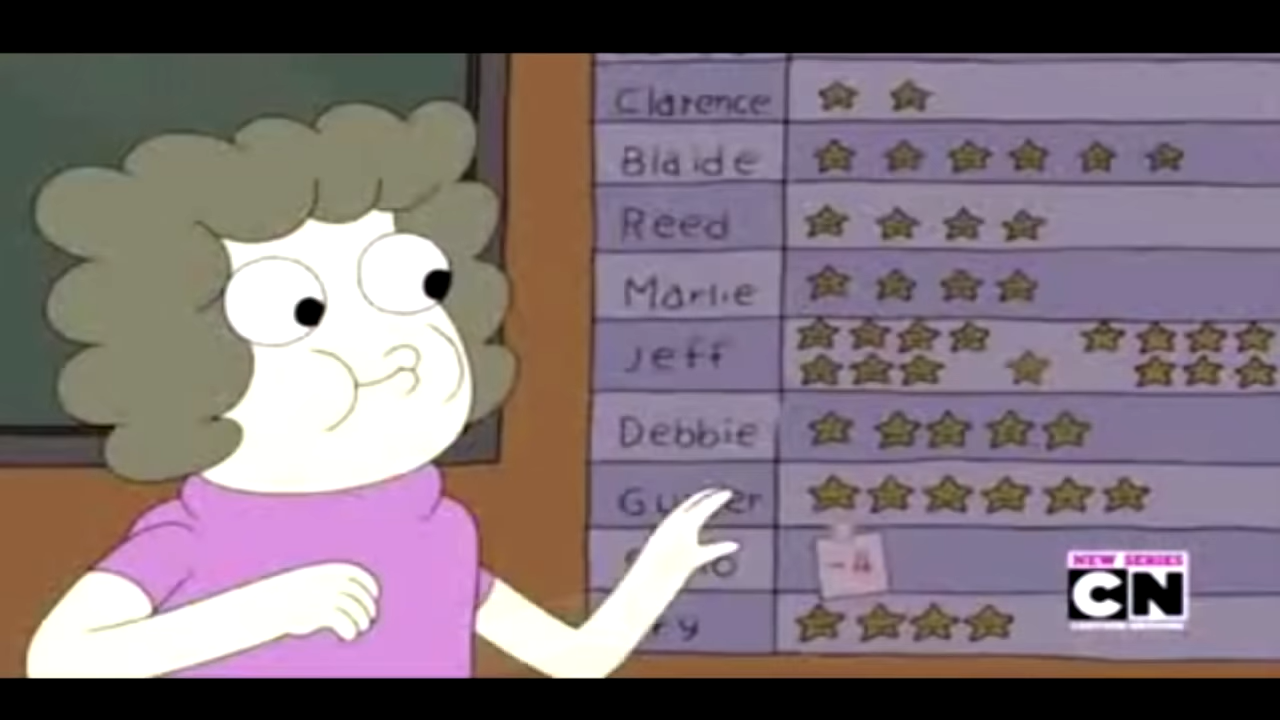 Clarence
Blaide
Reed
Marlie
Jeff
Debbie
-4
NEW SERIES
CN